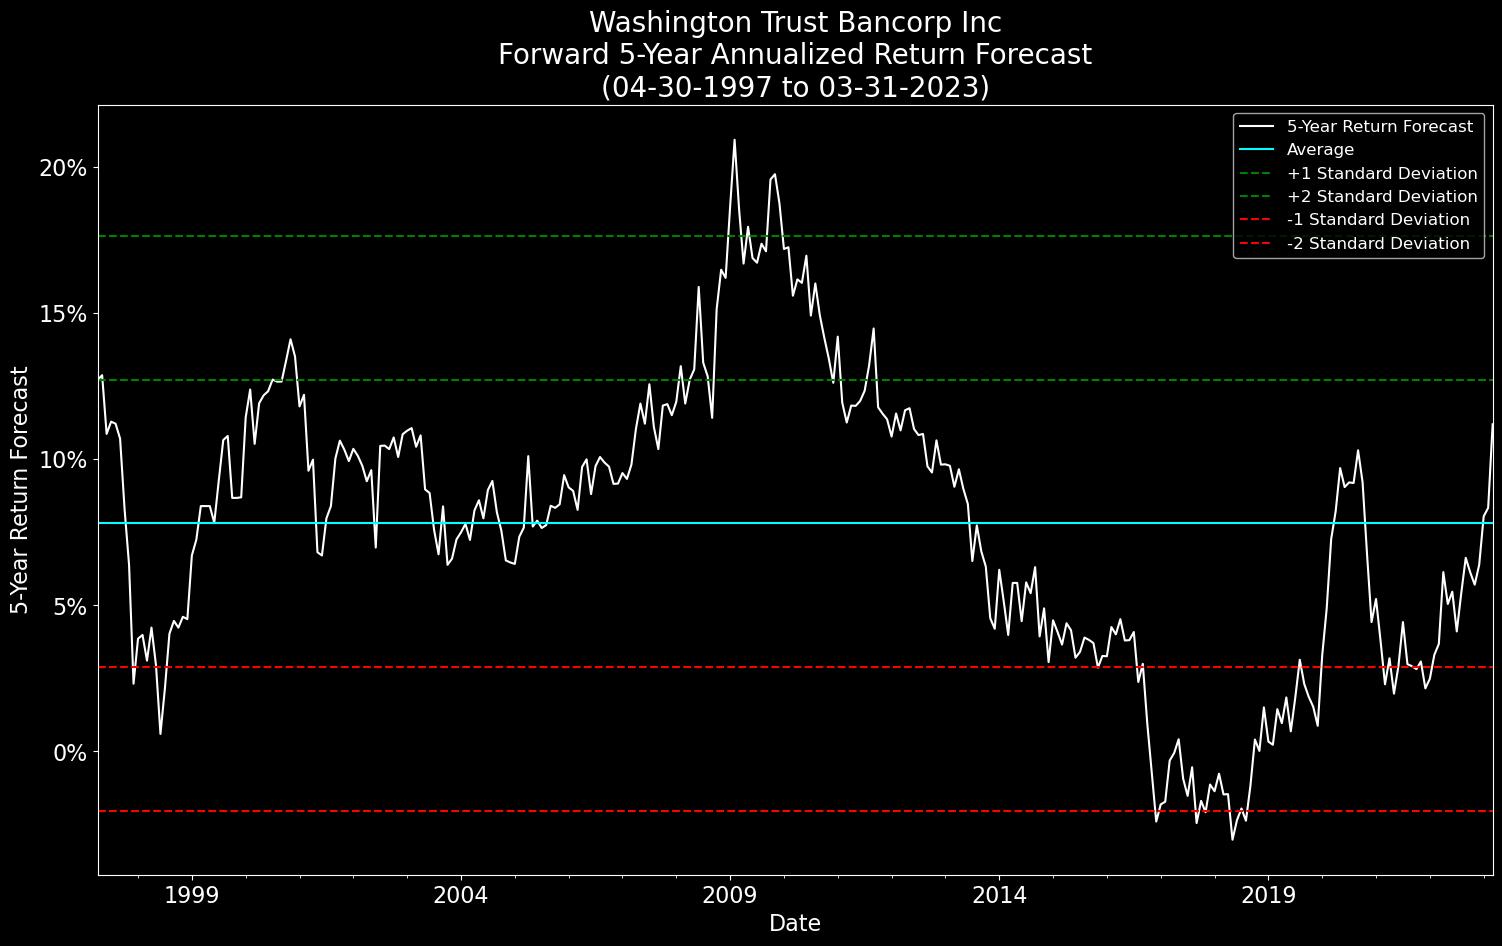 Washington Trust Bancorp Inc
Forward 5-Year Annualized Return Forecast
(04-30-1997 to 03-31-2023)
5-Year Return Forecast
Average
+1 Standard Deviation
+2 Standard Deviation
-1 Standard Deviation
-2 Standard Deviation
20%
15%
10%
5%
0%
5-Year Return Forecast
1999
2004
2009
2014
2019
Date